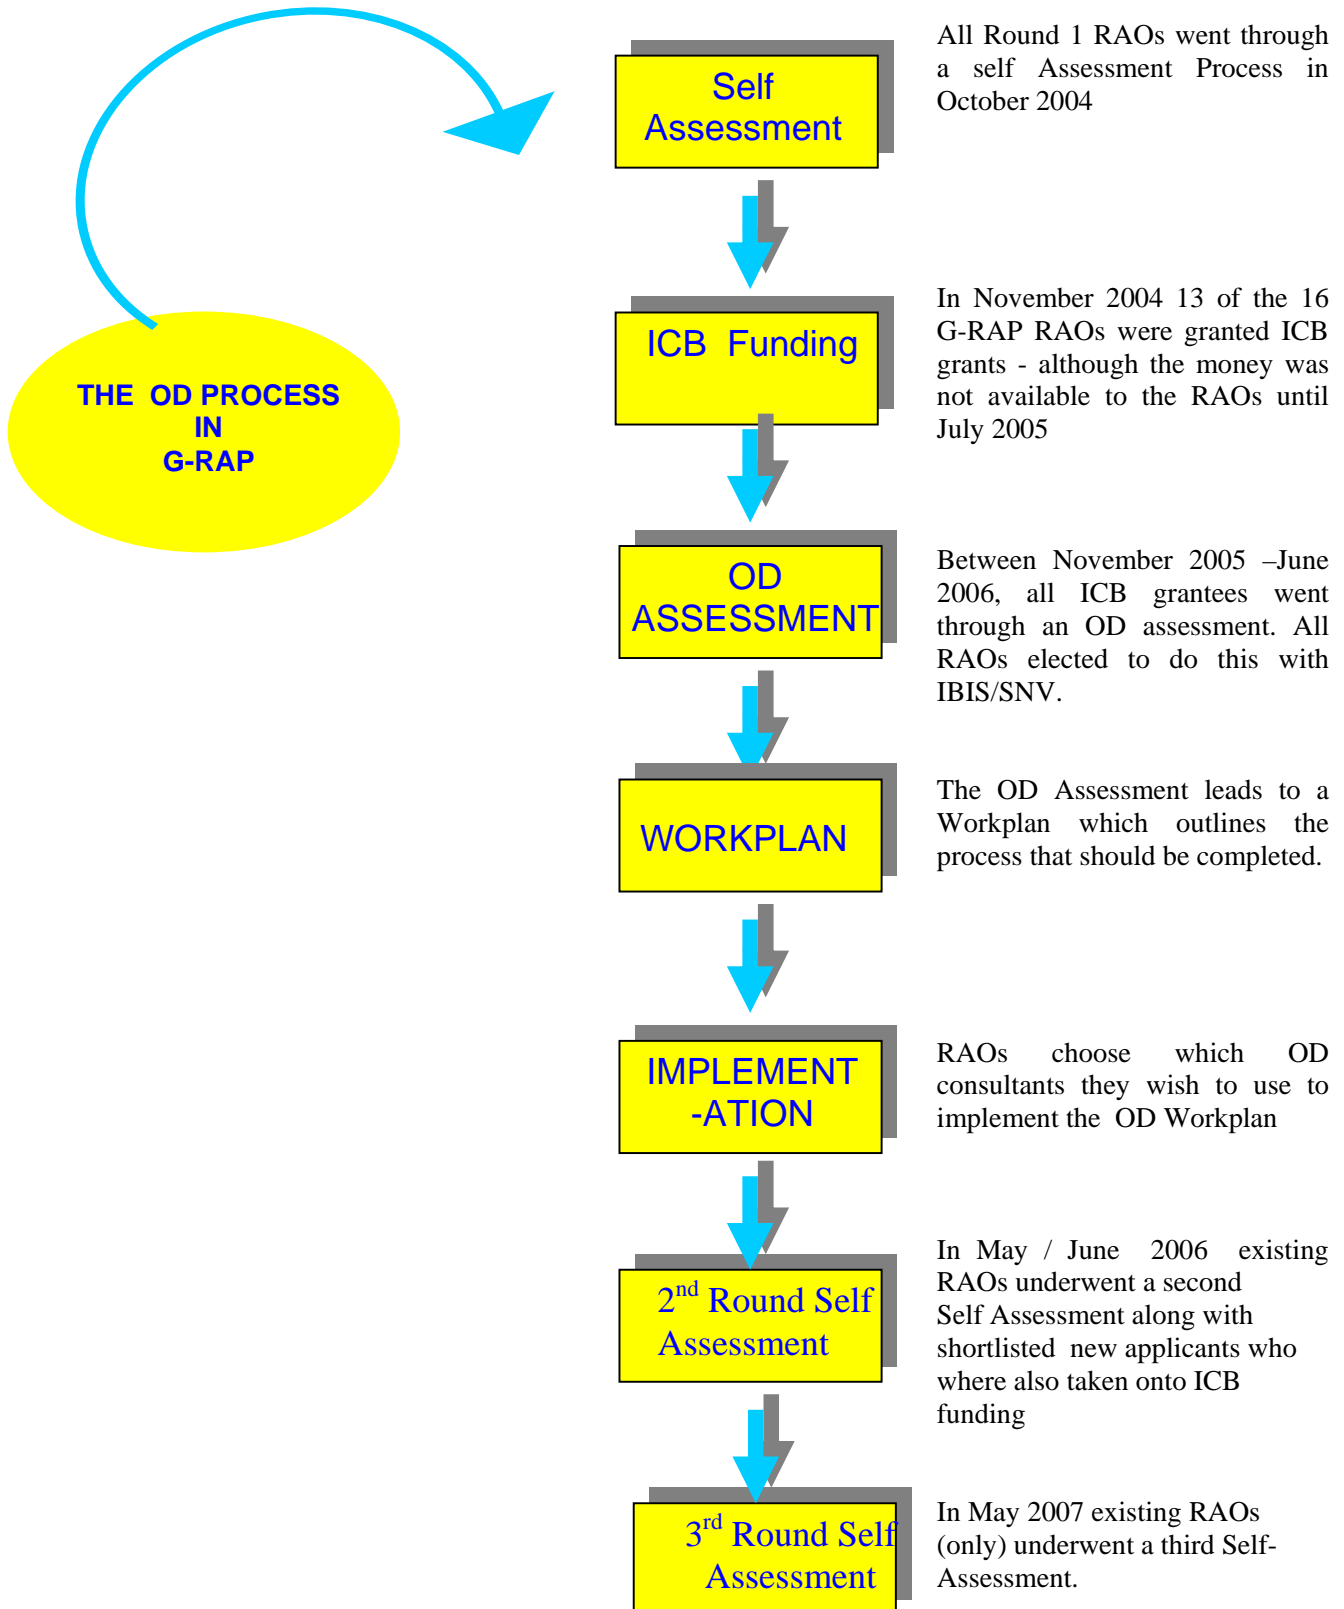 THE OD PROCESS
IN
G-RAP
Self
Assessment
All Round 1 RAOs went through
a self Assessment Process in
October 2004
ICB Funding
In November 2004 13 of the 16
G-RAP RAOs were granted ICB
grants - although the money was
not available to the RAOs until
July 2005
OD
ASSESSMENT
Between November 2005 –June
2006, all ICB grantees went
through an OD assessment. All
RAOs elected to do this with
IBIS/SNV.
WORKPLAN
The OD Assessment leads to a
Workplan which outlines the
process that should be completed.
IMPLEMENT
-ATION
RAOs choose which OD
consultants they wish to use to
implement the OD Workplan
2nd Round Self
Assessment
In May / June 2006 existing
RAOs underwent a second
Self Assessment along with
shortlisted new applicants who
where also taken onto ICB
funding
3rd Round Self
Assessment
In May 2007 existing RAOs
(only) underwent a third Self-
Assessment.